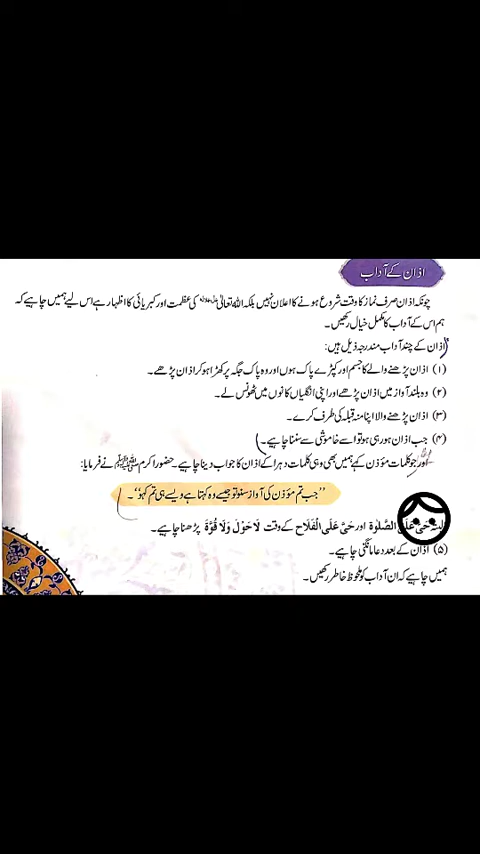 اذان کے آداب
چونکہ اذان صرف نماز کا وقت شروع ہونے کا اعلان نہیں بلکہ اللہ تعالیٰ کی عظمت اور کبریائی کا اظہار ہے اس لیے ہمیں چاہیے کہ
ہم اس کے آداب کا مکمل خیال رکھیں۔
اذان کے چند آداب مندرجہ ذیل ہیں:
(۱) اذان پڑھنے والے کا جسم اور کپڑے پاک ہوں اور وہ پاک جگہ پر کھڑا ہو کر اذان پڑھے۔
(۲) وہ بلند آواز میں اذان پڑھے اور اپنی انگلیاں کانوں میں ٹھونس لے۔
(۳) اذان پڑھنے والا اپنا منہ قبلہ کی طرف کرے۔
(۴) جب اذان ہو رہی ہو تو اسے خاموشی سے سننا چاہیے۔
اور جو کلمات مؤذن کہے ہمیں بھی وہی کلمات دہرا کے اذان کا جواب دینا چاہیے۔ حضور اکرم ﷺ نے فرمایا:
”جب تم مؤذن کی آواز سنو تو جیسے وہ کہتا ہے ویسے ہی تم کہو“۔
حَیَّ عَلَی الصَّلٰوۃ اور حَیَّ عَلَی الْفَلَاح کے وقت لَا حَوْلَ وَلَا قُوَّۃَ پڑھنا چاہیے۔
(۵) اذان کے بعد دعا مانگنی چاہیے۔
ہمیں چاہیے کہ ان آداب کو ملحوظ خاطر رکھیں۔